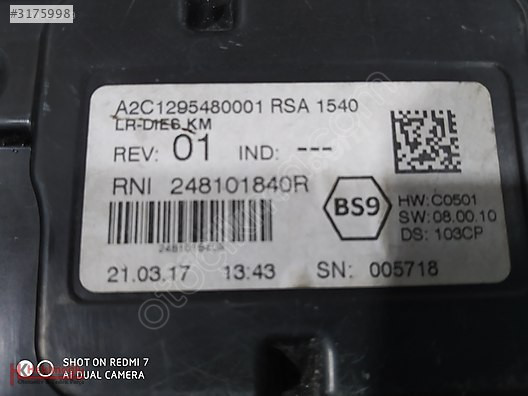 #3175998
A2C1295480001 RSA 1540
LR-DIE6 KM
REV: 01 IND: ---
RNI 248101840R
BS9
HW: C0501
SW: 08.00.10
DS: 103CP
248101840R
21.03.17 13:43 SN: 005718
SHOT ON REDMI 7
AI DUAL CAMERA